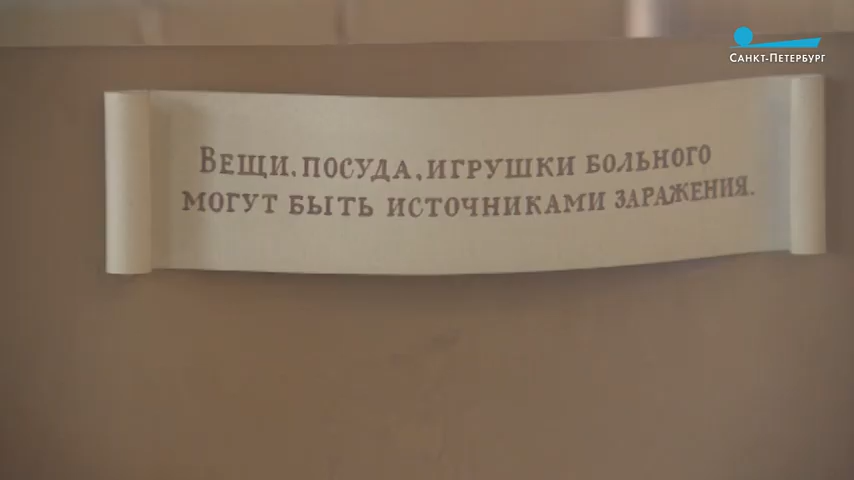 Санкт-Петербург
Вещи, посуда, игрушки больного
могут быть источниками заражения.